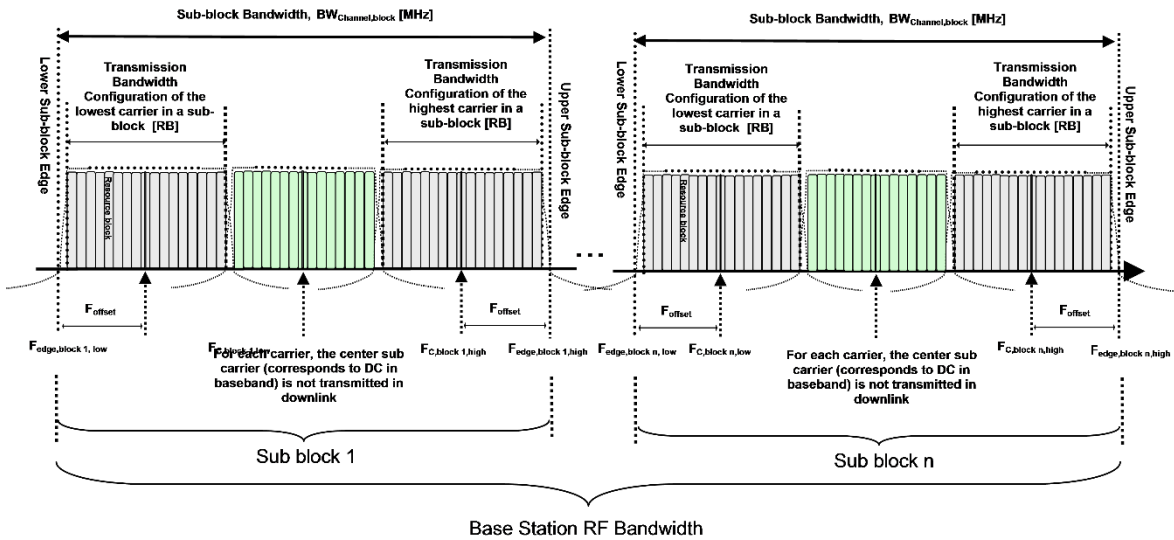 Sub-block Bandwidth, BWChannel,block [MHz]
Lower Sub-block Edge
Transmission
Bandwidth
Configuration of the
lowest carrier in a sub-
block [RB]
Transmission
Bandwidth
Configuration of the
highest carrier in
a sub-block [RB]
Upper Sub-block Edge
Resource block
Foffset
Foffset
Fedge,block 1, low
FC,block 1,low
FC,block 1,high
Fedge,block 1,high
For each carrier, the center sub
carrier (corresponds to DC in
baseband) is not transmitted in
downlink
Sub block 1
...
Sub-block Bandwidth, BWChannel,block [MHz]
Lower Sub-block Edge
Transmission
Bandwidth
Configuration of the
lowest carrier in
a sub-block [RB]
Transmission
Bandwidth
Configuration of the
highest carrier in
a sub-block [RB]
Upper Sub-block Edge
Resource block
Foffset
Foffset
Fedge,block n, low
FC,block n,low
FC,block n,high
Fedge,block n,high
For each carrier, the center sub
carrier (corresponds to DC in
baseband) is not transmitted in
downlink
Sub block n
Base Station RF Bandwidth